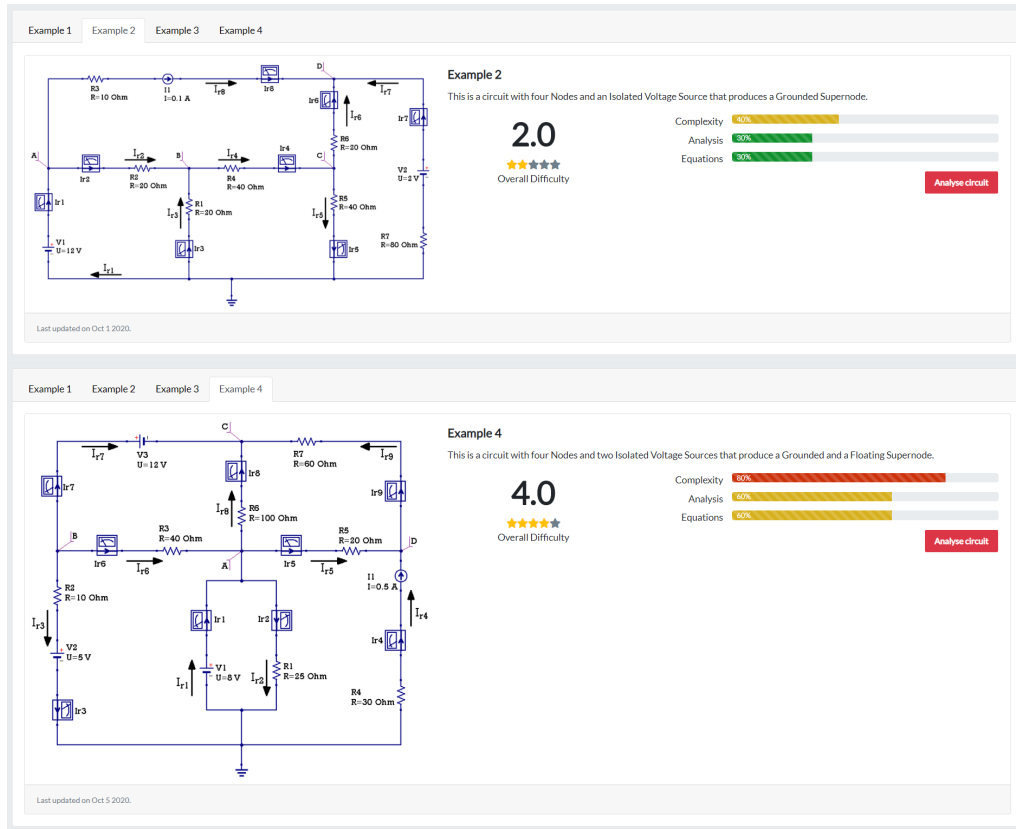 Example 1 Example 2 Example 3 Example 4
D
R3
R=10 Ohm
I1
I=0.1 A
Ir8
Ir8
Ir7
Ir6
Ir6
Ir7
R6
R=20 Ohm
A
Ir2
B
Ir4
Ir4
C
Ir2
R2
R=20 Ohm
R4
R=40 Ohm
V2
U=2 V
Ir1
Ir3
R1
R=20 Ohm
Ir5
R5
R=40 Ohm
V1
U=12 V
Ir3
Ir5
R7
R=80 Ohm
Ir1
Example 2
This is a circuit with four Nodes and an Isolated Voltage Source that produces a Grounded Supernode.
2.0
Overall Difficulty
Complexity 40%
Analysis 30%
Equations 30%
Analyse circuit
Last updated on Oct 1 2020.
Example 1 Example 2 Example 3 Example 4
C
Ir7
V3
U=12 V
R7
R=60 Ohm
Ir9
Ir7
Ir8
Ir9
Ir8
R6
R=100 Ohm
B
R3
R=40 Ohm
R5
R=20 Ohm
D
Ir6
Ir6
A
Ir5
Ir5
I1
I=0.5 A
R2
R=10 Ohm
Ir3
Ir1
Ir2
Ir4
Ir4
V2
U=5 V
Ir1
V1
U=8 V
Ir2
R1
R=25 Ohm
R4
R=30 Ohm
Ir3
Example 4
This is a circuit with four Nodes and two Isolated Voltage Sources that produce a Grounded and a Floating Supernode.
4.0
Overall Difficulty
Complexity 80%
Analysis 60%
Equations 60%
Analyse circuit
Last updated on Oct 5 2020.